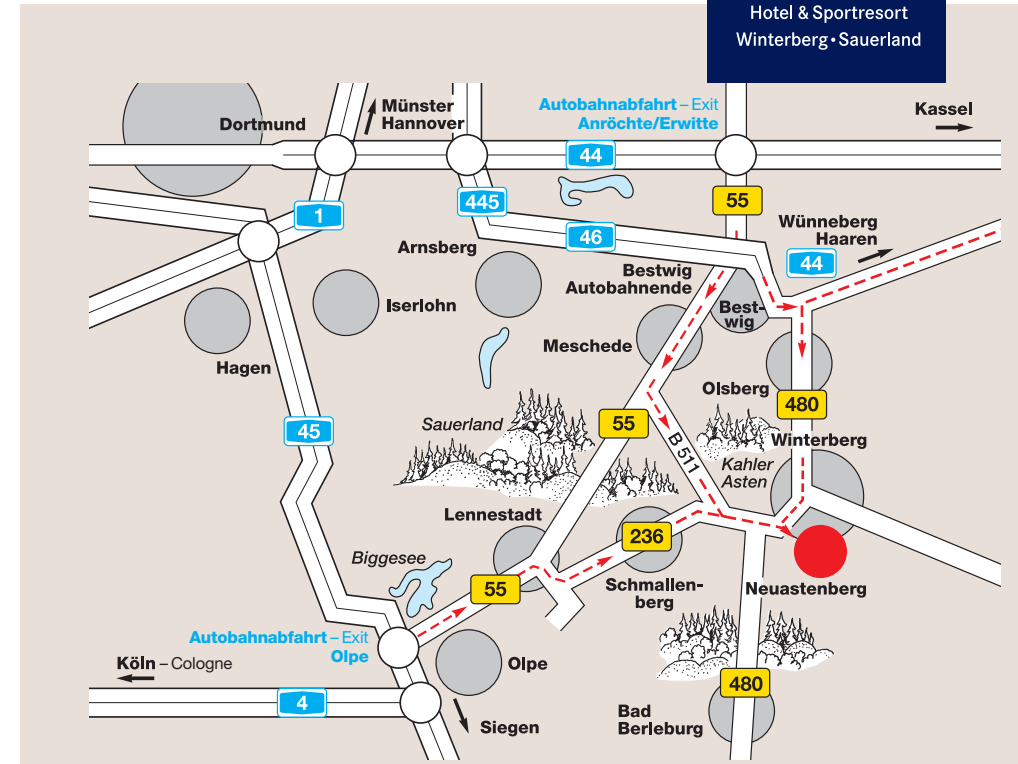 Hotel & Sportresort
Winterberg • Sauerland
Münster
Hannover
Dortmund
Autobahnabfahrt – Exit
Anröchte/Erwitte
Kassel
44
1
445
55
46
Wünneberg
Haaren
44
Arnsberg
Bestwig
Autobahnende
Iserlohn
Best-
wig
Meschede
Hagen
Olsberg
480
45
Sauerland
55
Winterberg
B 511
Kahler
Asten
Lennestadt
236
Biggesee
55
Schmallen-
berg
Neuastenberg
Autobahnabfahrt – Exit
Olpe
Köln – Cologne
Olpe
480
4
Siegen
Bad
Berleburg